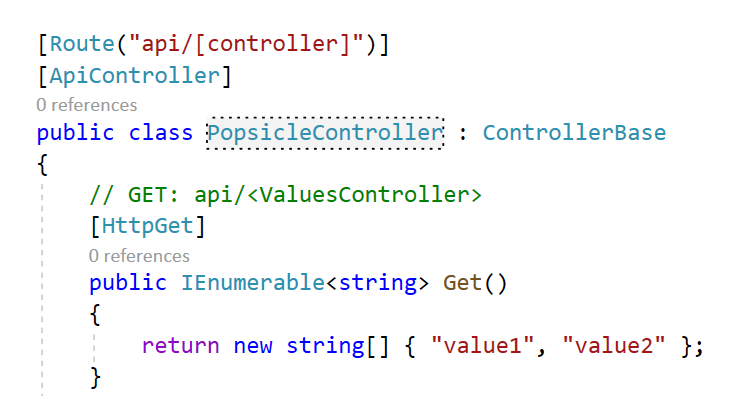 [Route("api/[controller]")]
[ApiController]
0 references
public class PopsicleController : ControllerBase
{
// GET: api/<ValuesController>
[HttpGet]
0 references
public IEnumerable<string> Get()
{
return new string[] { "value1", "value2" };
}